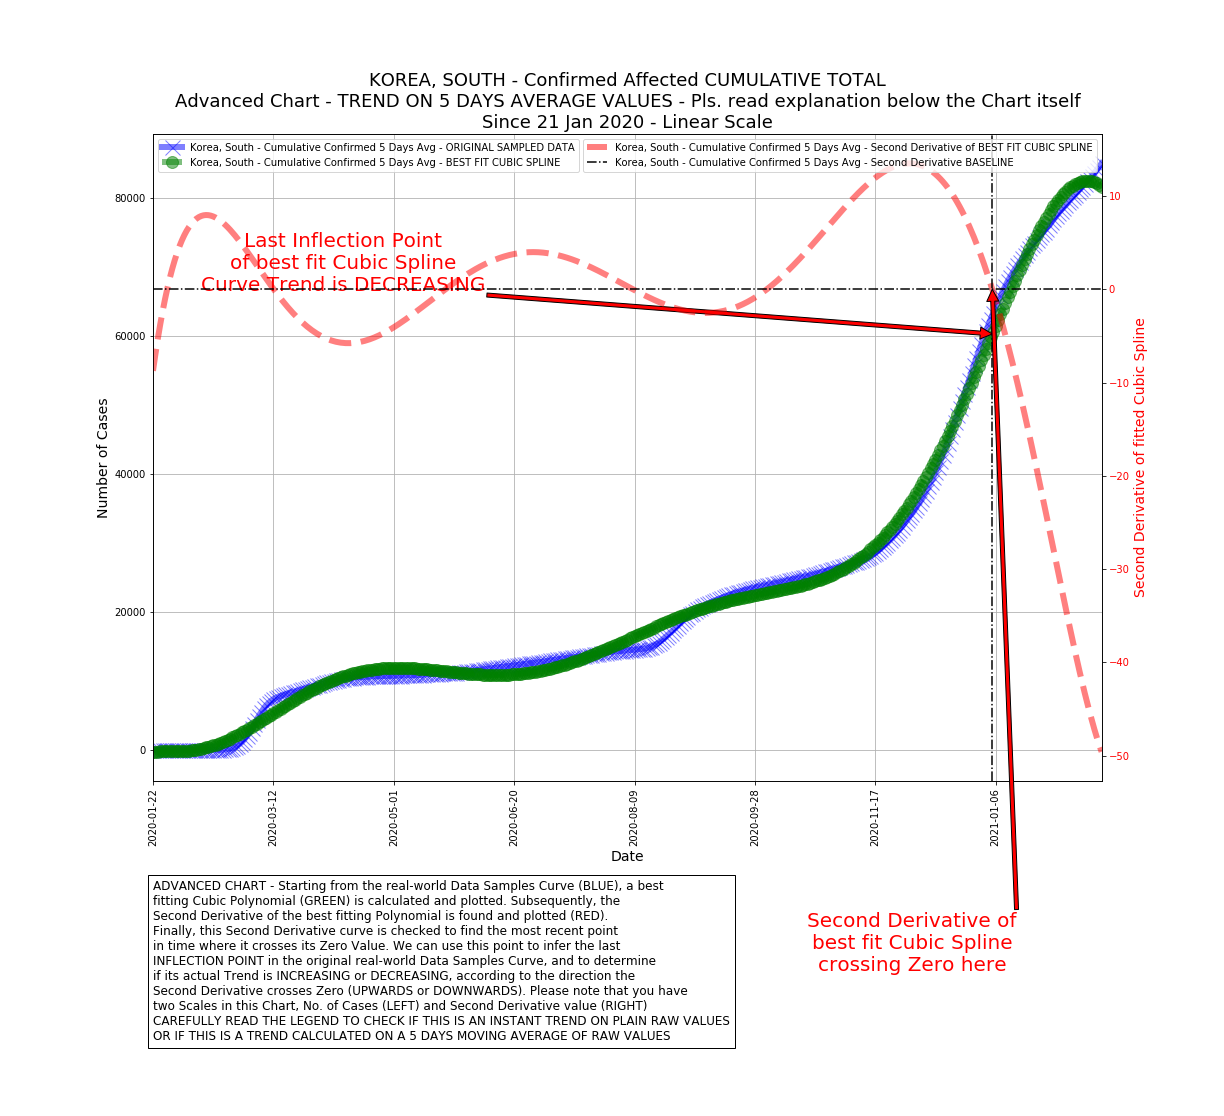 KOREA, SOUTH - Confirmed Affected CUMULATIVE TOTAL
Advanced Chart - TREND ON 5 DAYS AVERAGE VALUES - Pls. read explanation below the Chart itself
Since 21 Jan 2020 - Linear Scale
Korea, South - Cumulative Confirmed 5 Days Avg - ORIGINAL SAMPLED DATA
Korea, South - Cumulative Confirmed 5 Days Avg - BEST FIT CUBIC SPLINE
Korea, South - Cumulative Confirmed 5 Days Avg - Second Derivative of BEST FIT CUBIC SPLINE
Korea, South - Cumulative Confirmed 5 Days Avg - Second Derivative BASELINE
Last Inflection Point
of best fit Cubic Spline
Curve Trend is DECREASING
Number of Cases
80000
60000
40000
20000
0
10
0
−10
−20
−30
−40
−50
Second Derivative of fitted Cubic Spline
2020-01-22
2020-03-12
2020-05-01
2020-06-20
2020-08-09
2020-09-28
2020-11-17
2021-01-06
Date
Second Derivative of
best fit Cubic Spline
crossing Zero here
ADVANCED CHART - Starting from the real-world Data Samples Curve (BLUE), a best
fitting Cubic Polynomial (GREEN) is calculated and plotted. Subsequently, the
Second Derivative of the best fitting Polynomial is found and plotted (RED).
Finally, this Second Derivative curve is checked to find the most recent point
in time where it crosses its Zero Value. We can use this point to infer the last
INFLECTION POINT in the original real-world Data Samples Curve, and to determine
if its actual Trend is INCREASING or DECREASING, according to the direction the
Second Derivative crosses Zero (UPWARDS or DOWNWARDS). Please note that you have
two Scales in this Chart, No. of Cases (LEFT) and Second Derivative value (RIGHT)
CAREFULLY READ THE LEGEND TO CHECK IF THIS IS AN INSTANT TREND ON PLAIN RAW VALUES
OR IF THIS IS A TREND CALCULATED ON A 5 DAYS MOVING AVERAGE OF RAW VALUES